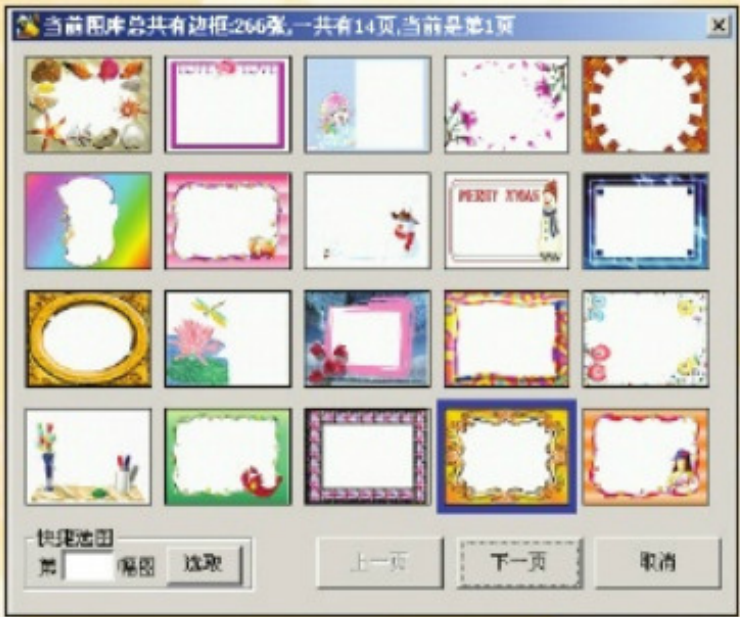 当前图库总共有边框:266张,一共有14页,当前是第1页
MERRY XMAS
快捷选图
第 幅图 选取
上一页 下一页 取消